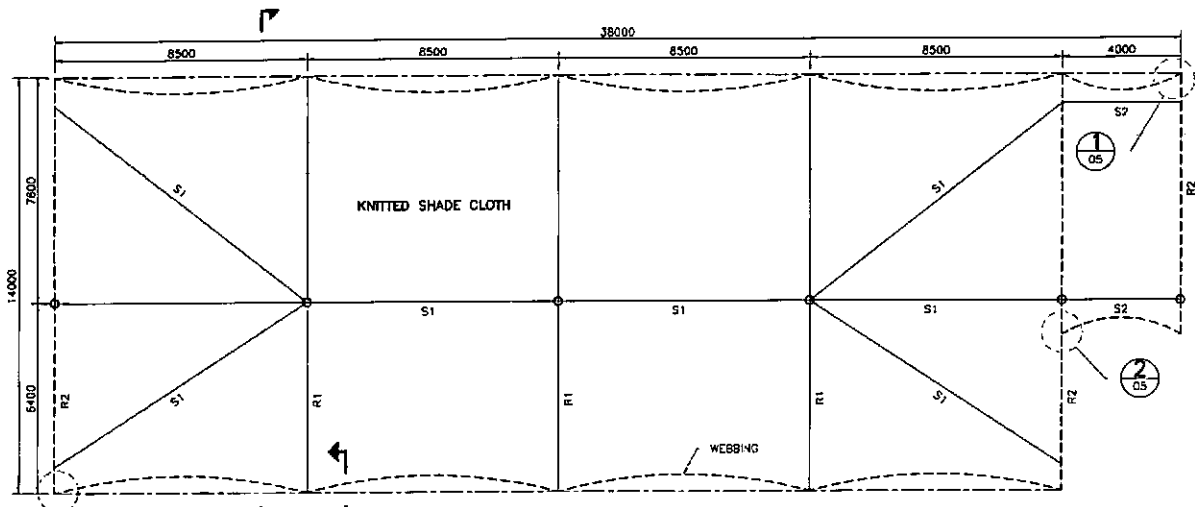 38000
8500
8500
8500
8500
4000
S2
1
05
7600
S1
S1
R2
KNITTED SHADE CLOTH
14000
S1
S1
S1
S2
2
05
6400
R2
S1
R1
R1
R1
S1
R2
WEBBING